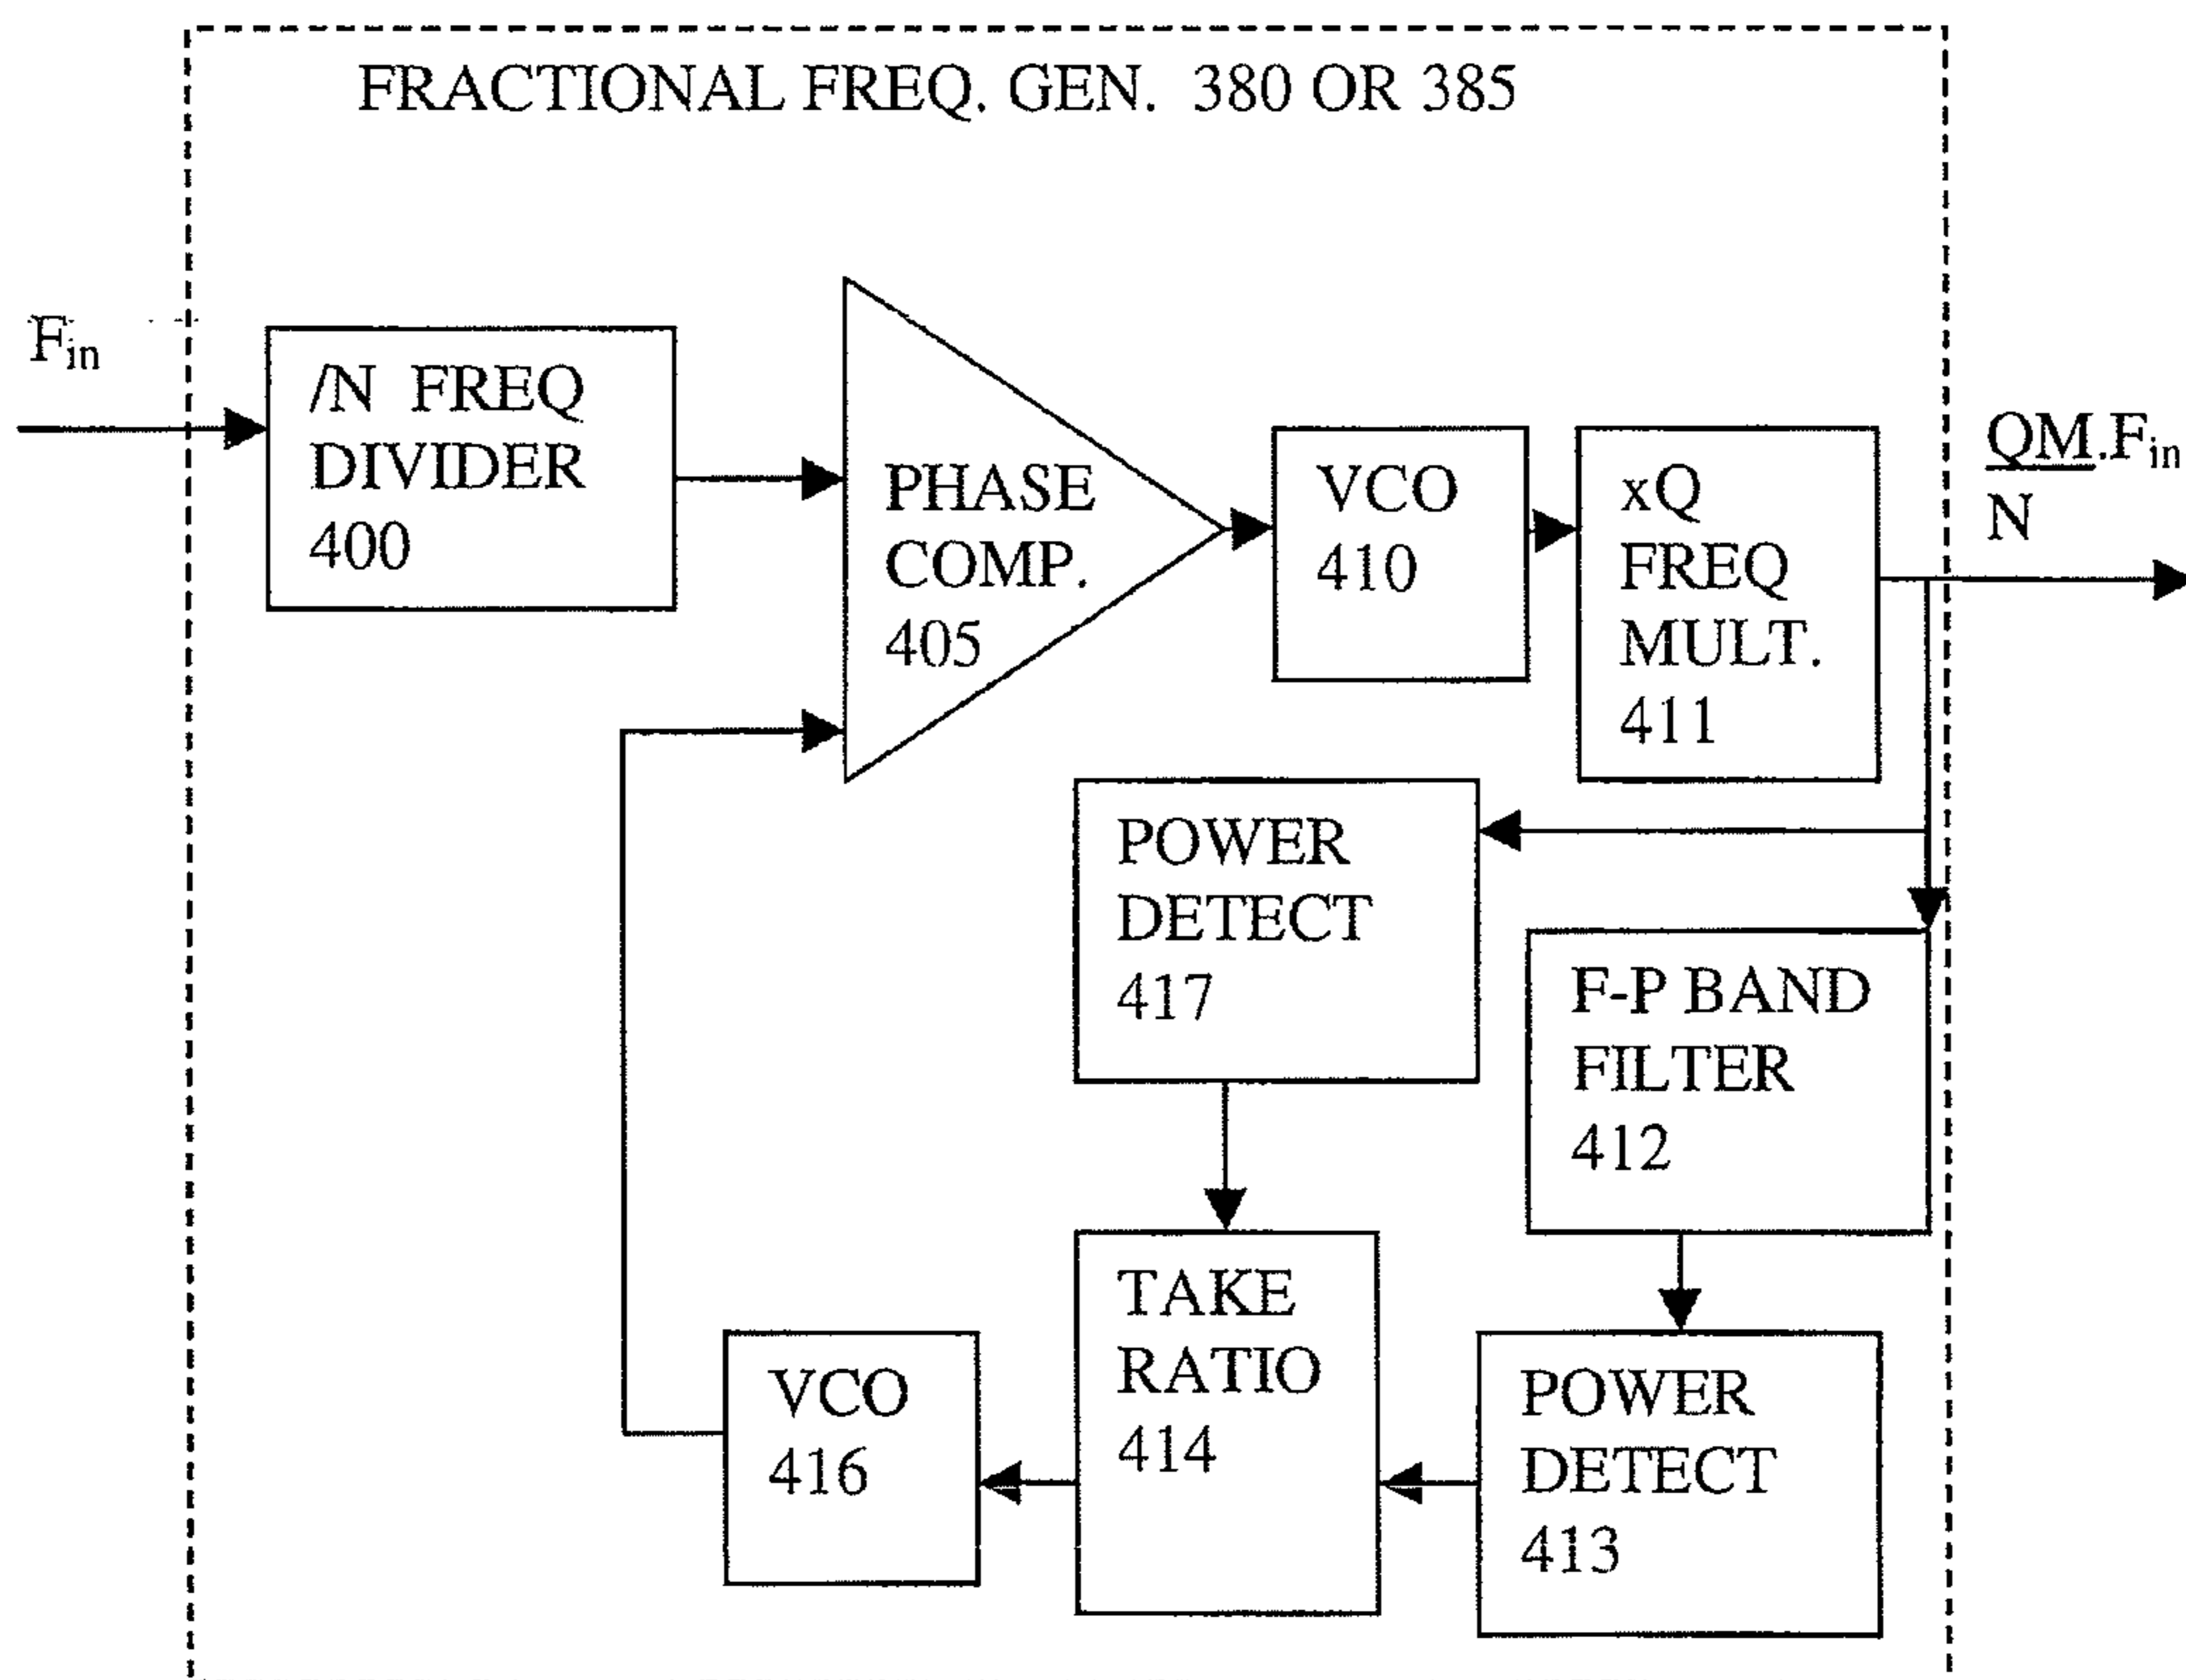 FRACTIONAL FREQ. GEN. 380 OR 385
Fin
/N FREQ
DIVIDER
400
PHASE
COMP.
405
VCO
410
xQ
FREQ
MULT.
411
QM.Fin
N
POWER
DETECT
417
F-P BAND
FILTER
412
TAKE
RATIO
414
VCO
416
POWER
DETECT
413